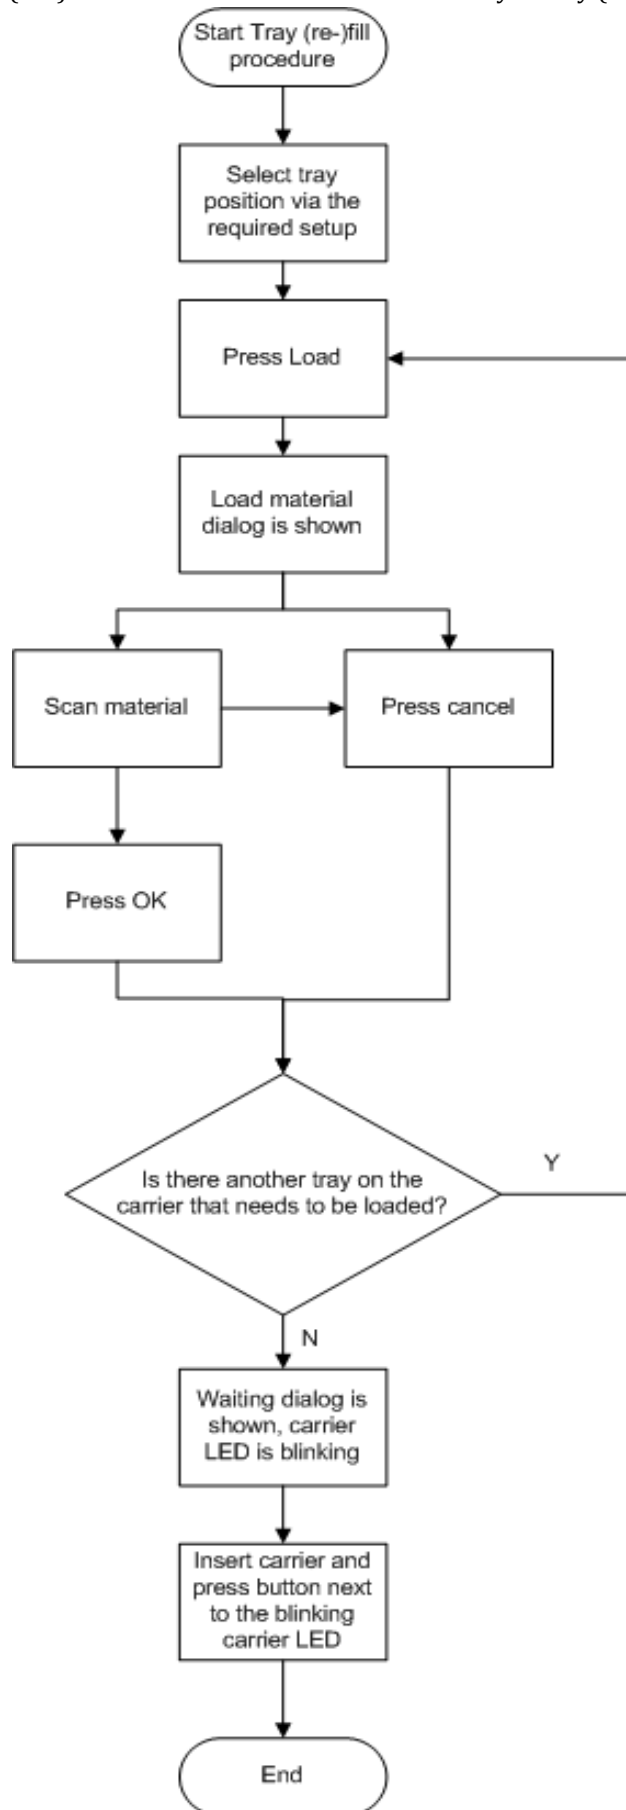 Start Tray (re-)fill
procedure
Select tray
position via the
required setup
Press Load
Load material
dialog is shown
Scan material
Press cancel
Press OK
Is there another tray on the
carrier that needs to be loaded?
Y
N
Waiting dialog is
shown, carrier
LED is blinking
Insert carrier and
press button next
to the blinking
carrier LED
End